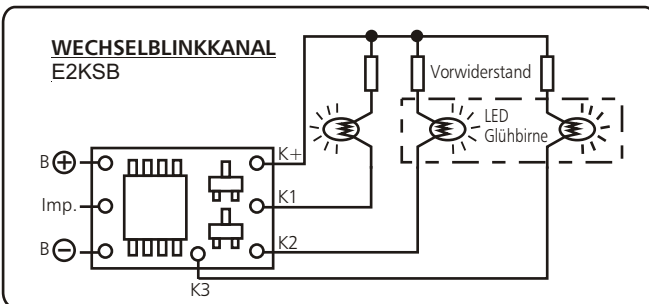 WECHSELBLINKKANAL
E2KSB
Vorwiderstand
LED
Glühbirne
B+
K+
Imp.
K1
B-
K2
K3